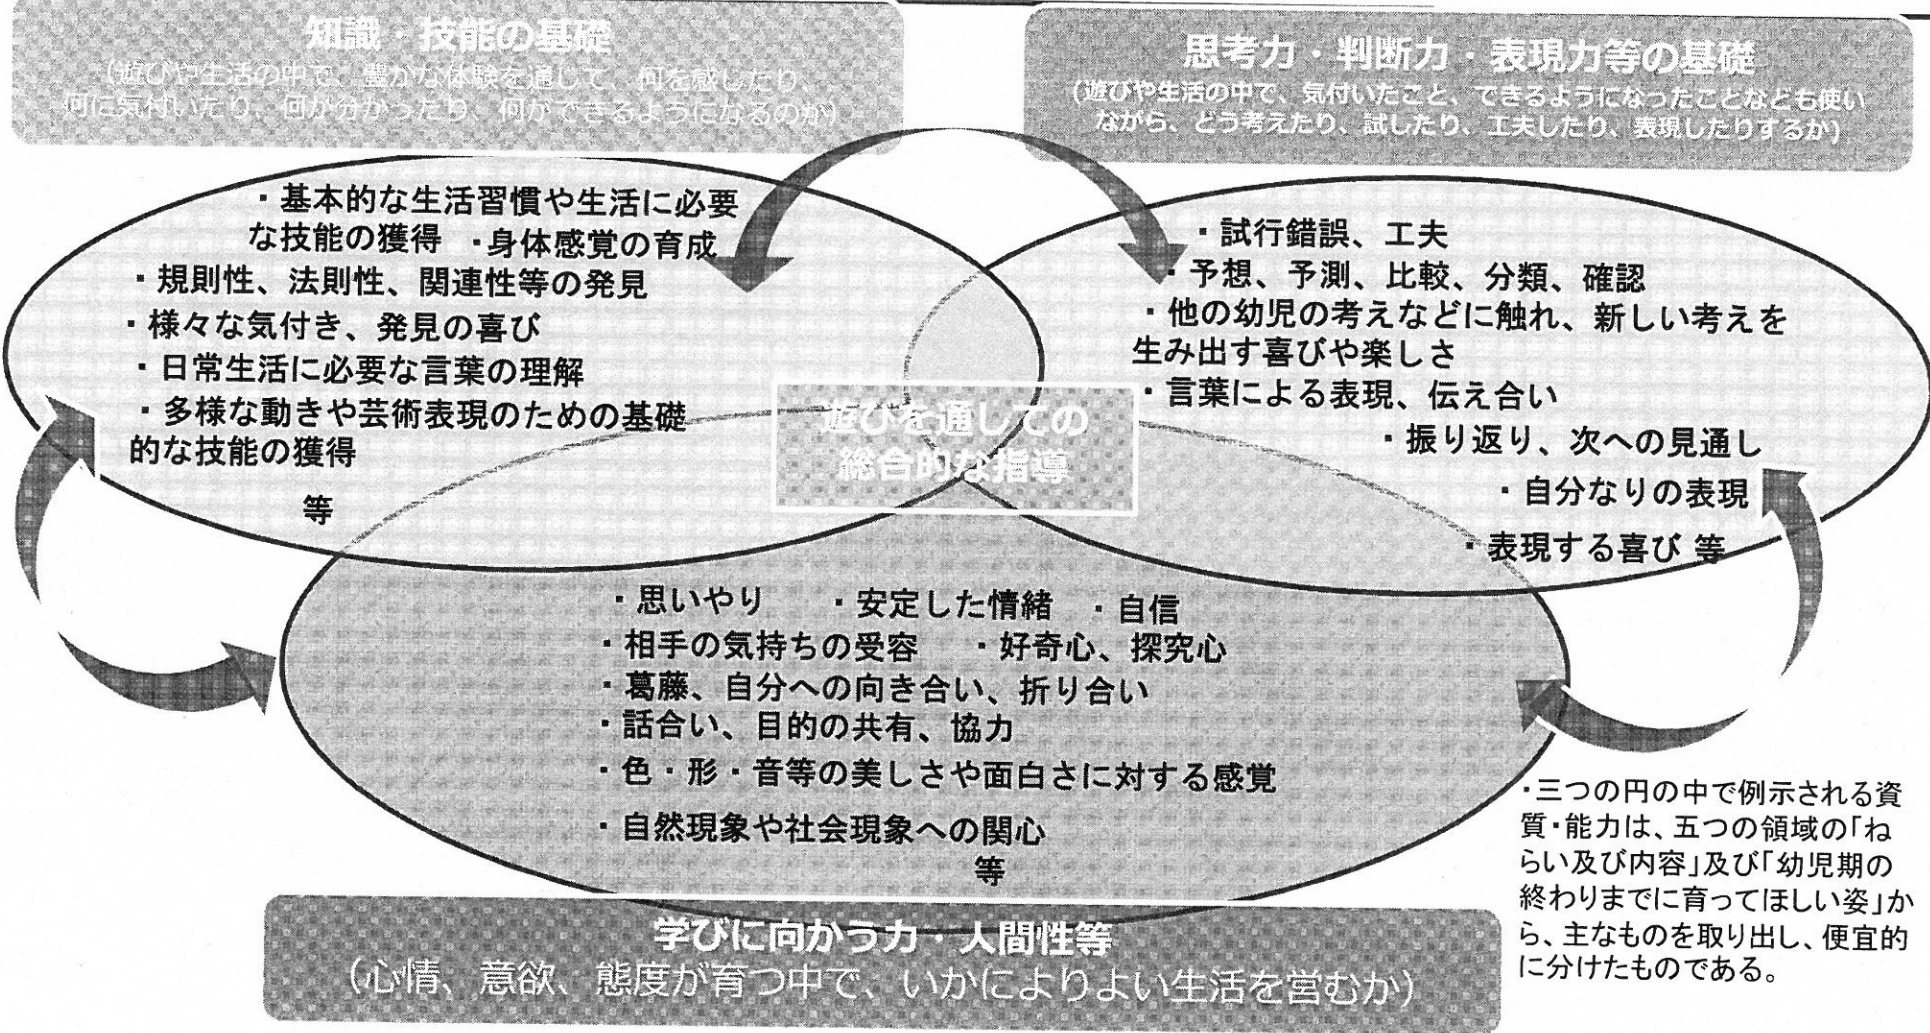 知識・技能の基礎
(遊びや生活の中で、豊かな体験を通じて、何を感じたり、
何に気付いたり、何が分かったり、何ができるようになるのか)
思考力・判断力・表現力等の基礎
(遊びや生活の中で、気付いたこと、できるようになったことなども使い
ながら、どう考えたり、試したり、工夫したり、表現したりするか)
・基本的な生活習慣や生活に必要
な技能の獲得 ・身体感覚の育成
・規則性、法則性、関連性等の発見
・様々な気付き、発見の喜び
・日常生活に必要な言葉の理解
・多様な動きや芸術表現のための基礎
的な技能の獲得
等
・試行錯誤、工夫
・予想、予測、比較、分類、確認
・他の幼児の考えなどに触れ、新しい考えを
生み出す喜びや楽しさ
・言葉による表現、伝え合い
・振り返り、次への見通し
・自分なりの表現
・表現する喜び 等
遊びを通しての
総合的な指導
・思いやり ・安定した情緒 ・自信
・相手の気持ちの受容 ・好奇心、探究心
・葛藤、自分への向き合い、折り合い
・話合い、目的の共有、協力
・色・形・音等の美しさや面白さに対する感覚
・自然現象や社会現象への関心
等
学びに向かう力・人間性等
(心情、意欲、態度が育つ中で、いかによりよい生活を営むか)
・三つの円の中で例示される資
質・能力は、五つの領域の「ね
らい及び内容」及び「幼児期の
終わりまでに育ってほしい姿」か
ら、主なものを取り出し、便宜的
に分けたものである。